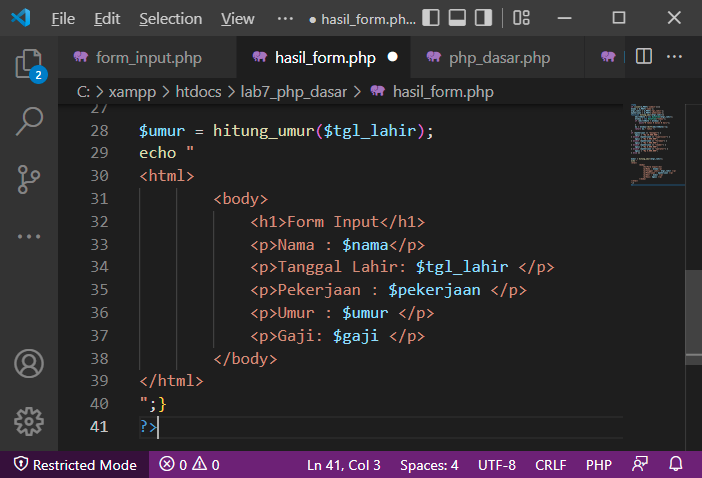 File Edit Selection View ··· ● hasil_form.ph...
form_input.php hasil_form.php ● php_dasar.php
C: > xampp > htdocs > lab7_php_dasar > hasil_form.php
27
28 $umur = hitung_umur($tgl_lahir);
29 echo "
30 <html>
31 <body>
32 <h1>Form Input</h1>
33 <p>Nama : $nama</p>
34 <p>Tanggal Lahir: $tgl_lahir </p>
35 <p>Pekerjaan : $pekerjaan </p>
36 <p>Umur : $umur </p>
37 <p>Gaji: $gaji </p>
38 </body>
39 </html>
40 ";}
41 ?>
2
Restricted Mode 0 0 Ln 41, Col 3 Spaces: 4 UTF-8 CRLF PHP